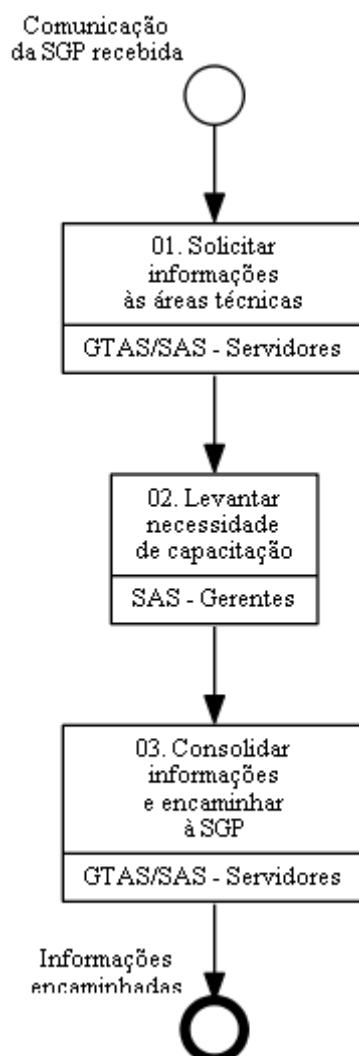 Comunicação
da SGP recebida
01. Solicitar
informações
às áreas técnicas
GTAS/SAS - Servidores
02. Levantar
necessidade
de capacitação
SAS - Gerentes
03. Consolidar
informações
e encaminhar
à SGP
GTAS/SAS - Servidores
Informações
encaminhadas